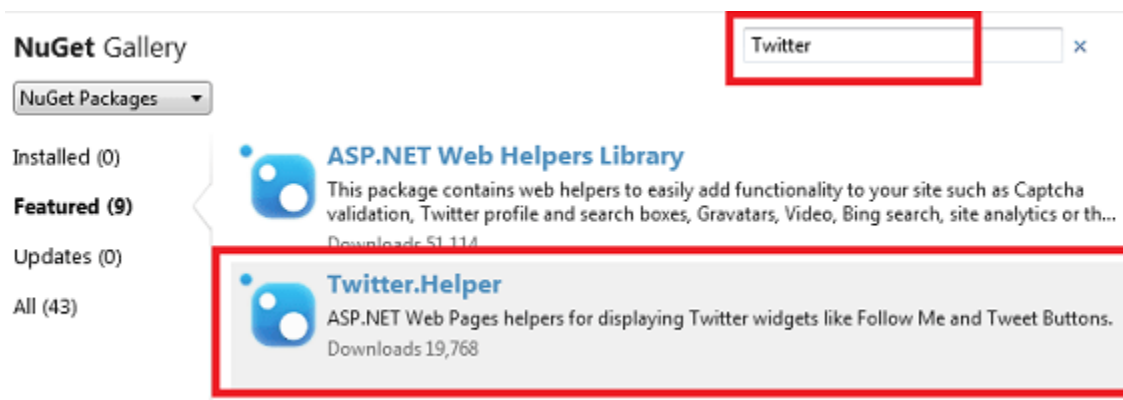 NuGet Gallery
Twitter
×
NuGet Packages
Installed (0)
Featured (9)
Updates (0)
All (43)
ASP.NET Web Helpers Library
This package contains web helpers to easily add functionality to your site such as Captcha
validation, Twitter profile and search boxes, Gravatars, Video, Bing search, site analytics or th...
Downloads 51,114
Twitter.Helper
ASP.NET Web Pages helpers for displaying Twitter widgets like Follow Me and Tweet Buttons.
Downloads 19,768